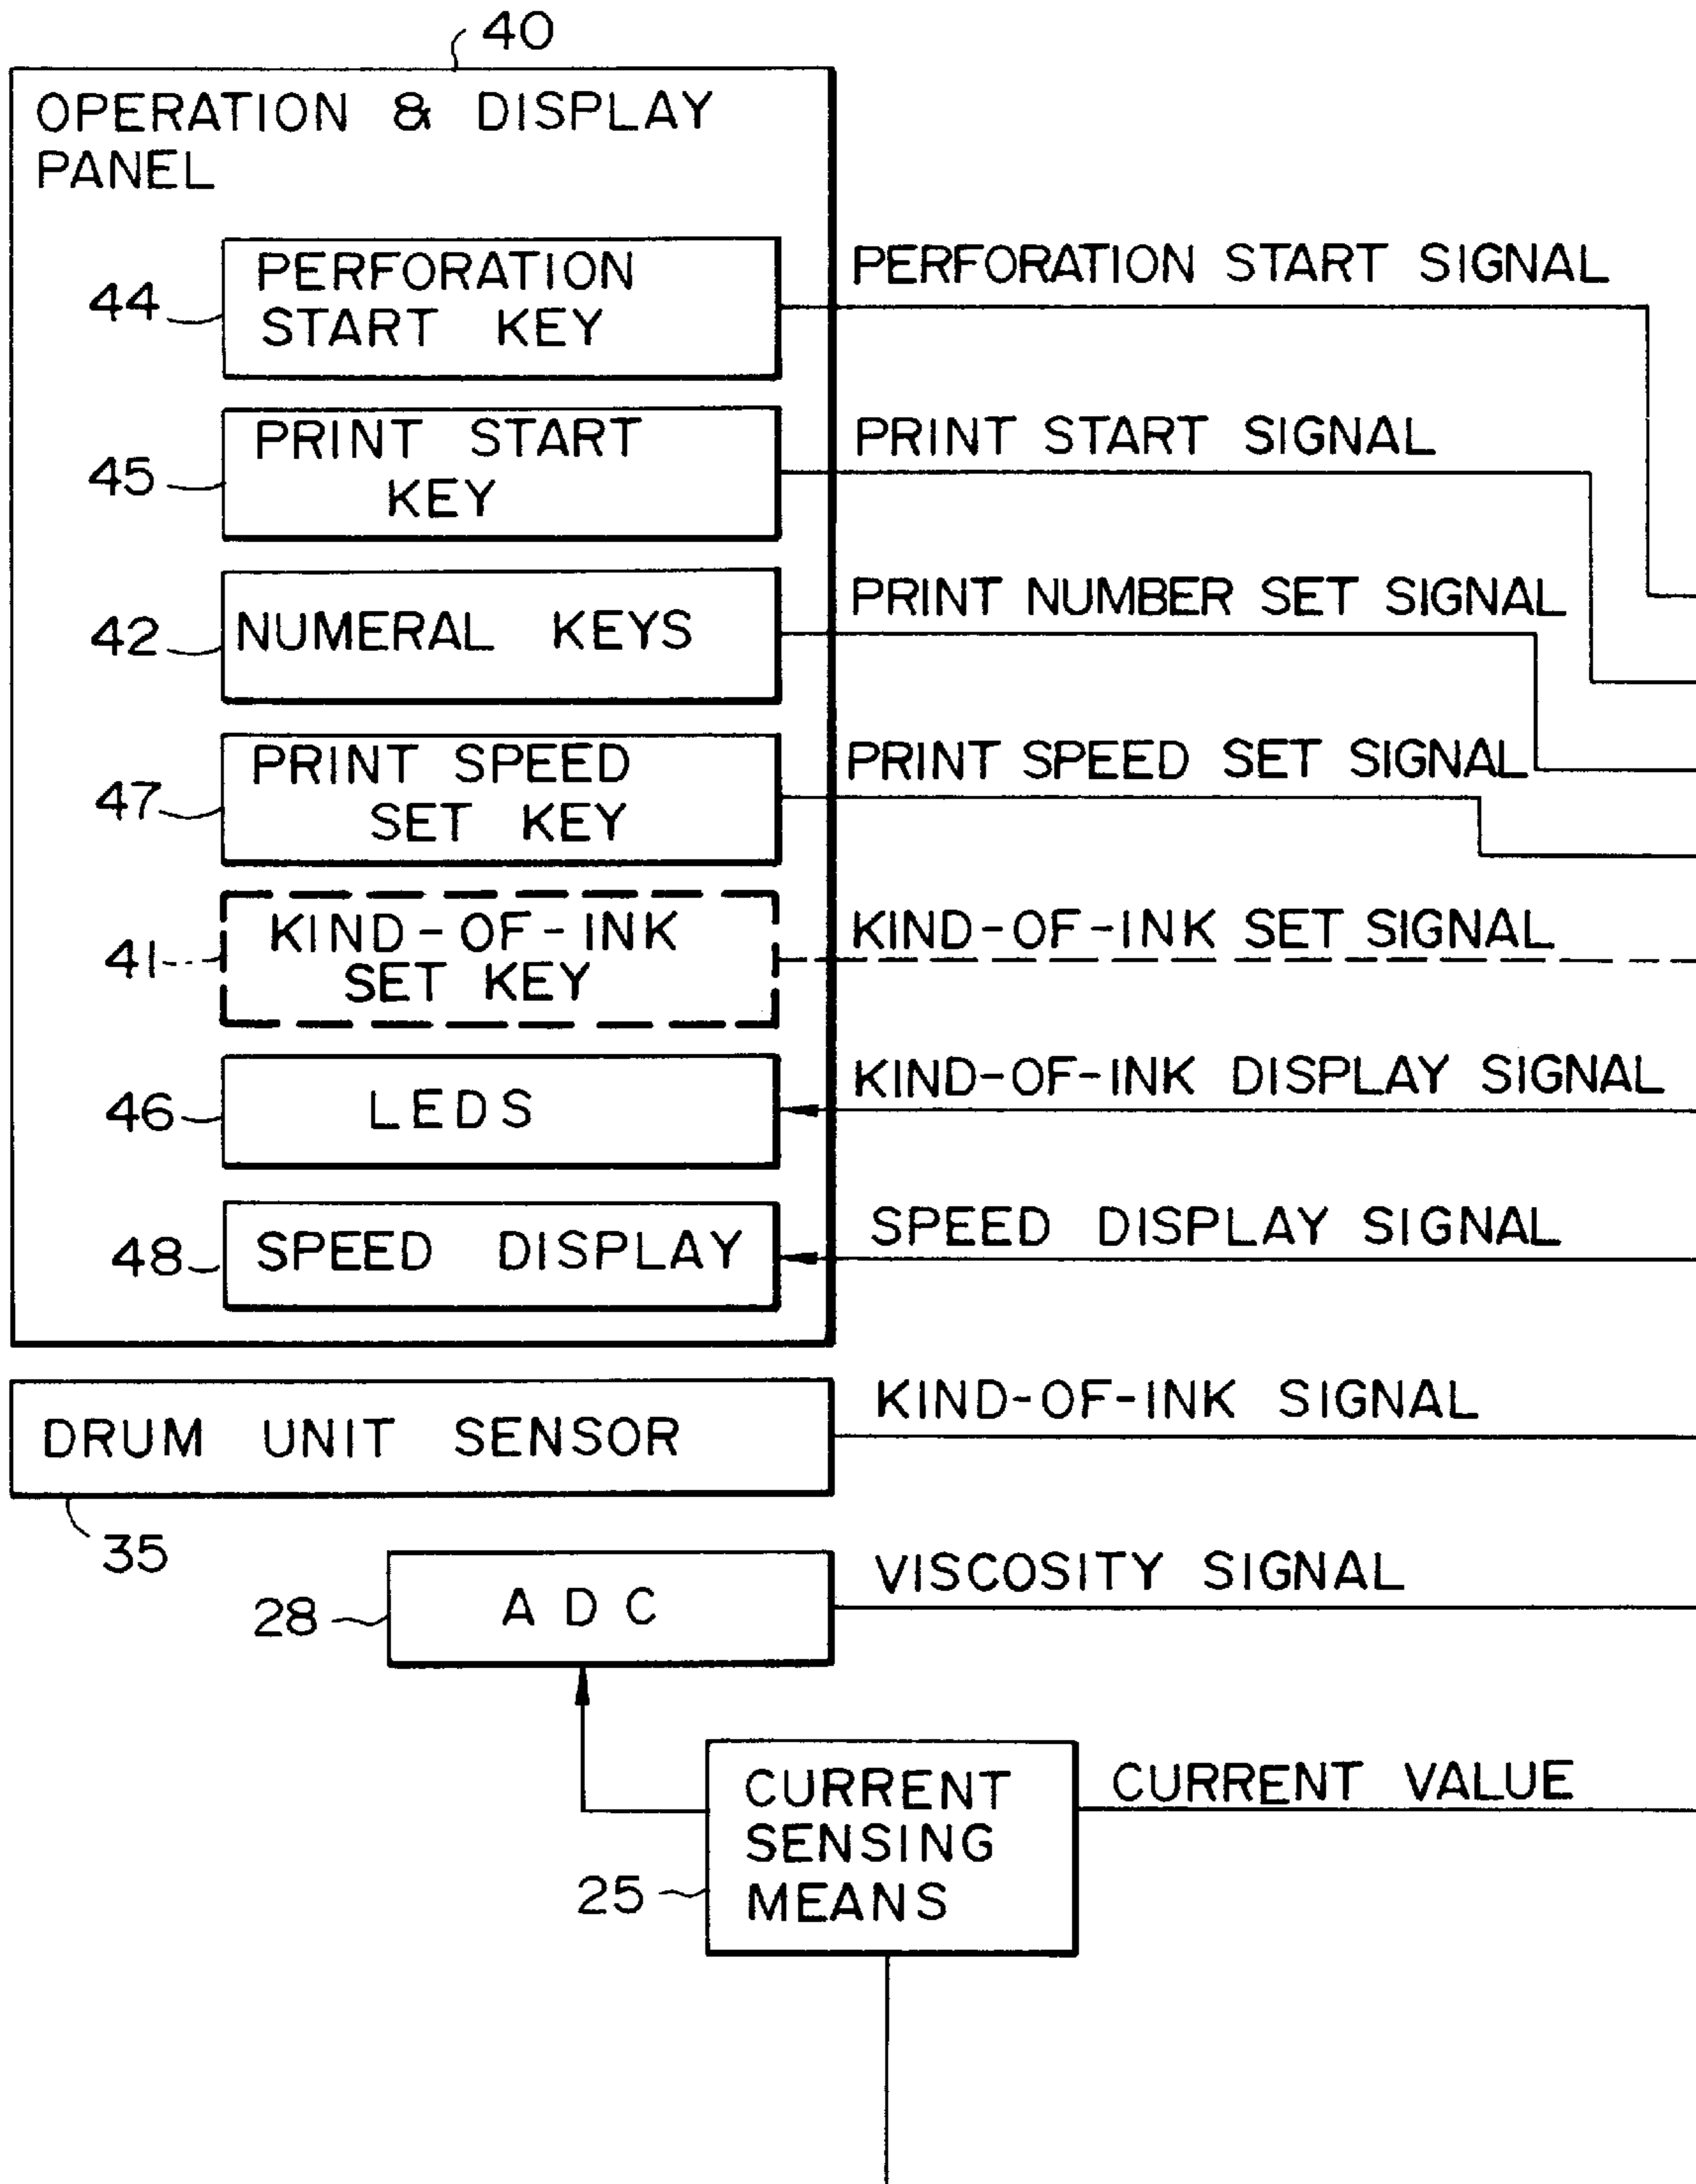 40
OPERATION & DISPLAY
PANEL
44
PERFORATION
START KEY
PERFORATION START SIGNAL
45
PRINT START
KEY
PRINT START SIGNAL
42
NUMERAL KEYS
PRINT NUMBER SET SIGNAL
47
PRINT SPEED
SET KEY
PRINT SPEED SET SIGNAL
41
KIND-OF-INK
SET KEY
KIND-OF-INK SET SIGNAL
46
LEDS
KIND-OF-INK DISPLAY SIGNAL
48
SPEED DISPLAY
SPEED DISPLAY SIGNAL
DRUM UNIT SENSOR
KIND-OF-INK SIGNAL
35
28
ADC
VISCOSITY SIGNAL
25
CURRENT
SENSING
MEANS
CURRENT VALUE